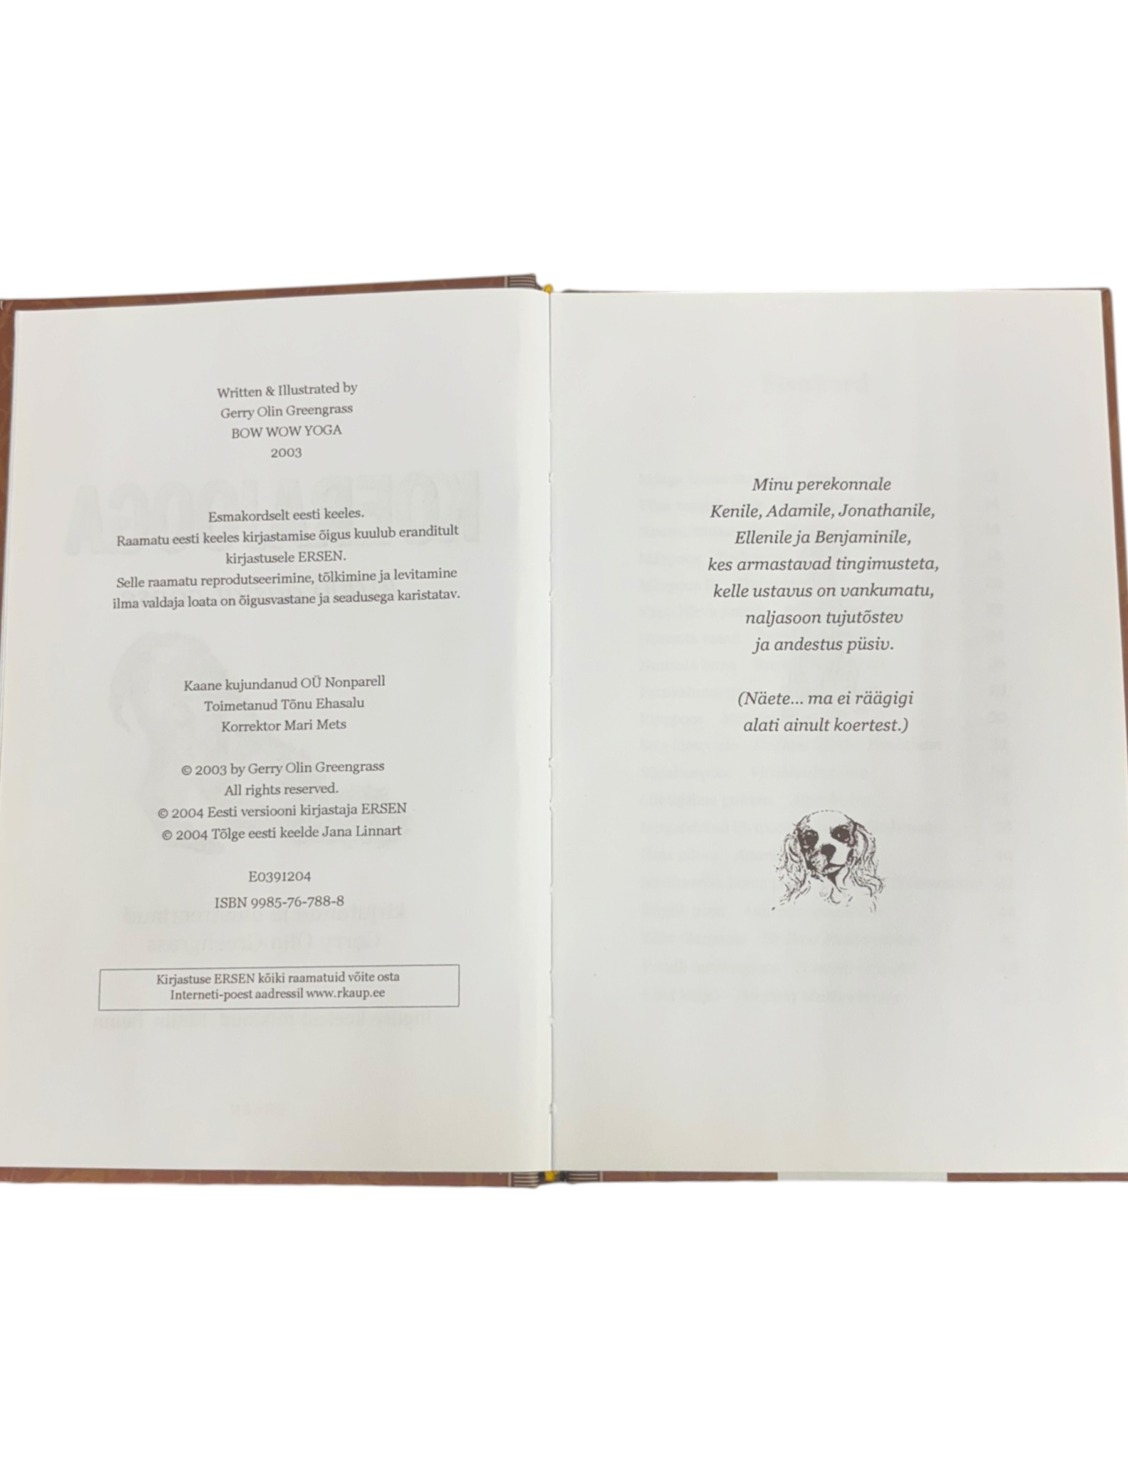 Written & Illustrated by
Gerry Olin Greengrass
BOW WOW YOGA
2003
Esmakordselt eesti keeles.
Raamatu eesti keeles kirjastamise õigus kuulub eranditult
kirjastusele ERSEN.
Selle raamatu reprodutseerimine, tõlkimine ja levitamine
ilma valdaja loata on õigusvastane ja seadusega karistatav.
Kaane kujundanud OÜ Nonparell
Toimetanud Tõnu Ehasalu
Korrektor Mari Mets
© 2003 by Gerry Olin Greengrass
All rights reserved.
© 2004 Eesti versiooni kirjastaja ERSEN
© 2004 Tõlge eesti keelde Jana Linnart
E0391204
ISBN 9985-76-788-8
Kirjastuse ERSEN kõiki raamatuid võite osta
Interneti-poest aadressil www.rkaup.ee
Minu perekonnale
Kenile, Adamile, Jonathanile,
Ellenile ja Benjaminile,
kes armastavad tingimusteta,
kelle ustavus on vankumatu,
naljasoon tujutõstev
ja andestus püsiv.
(Näete... ma ei räägigi
alati ainult koertest.)